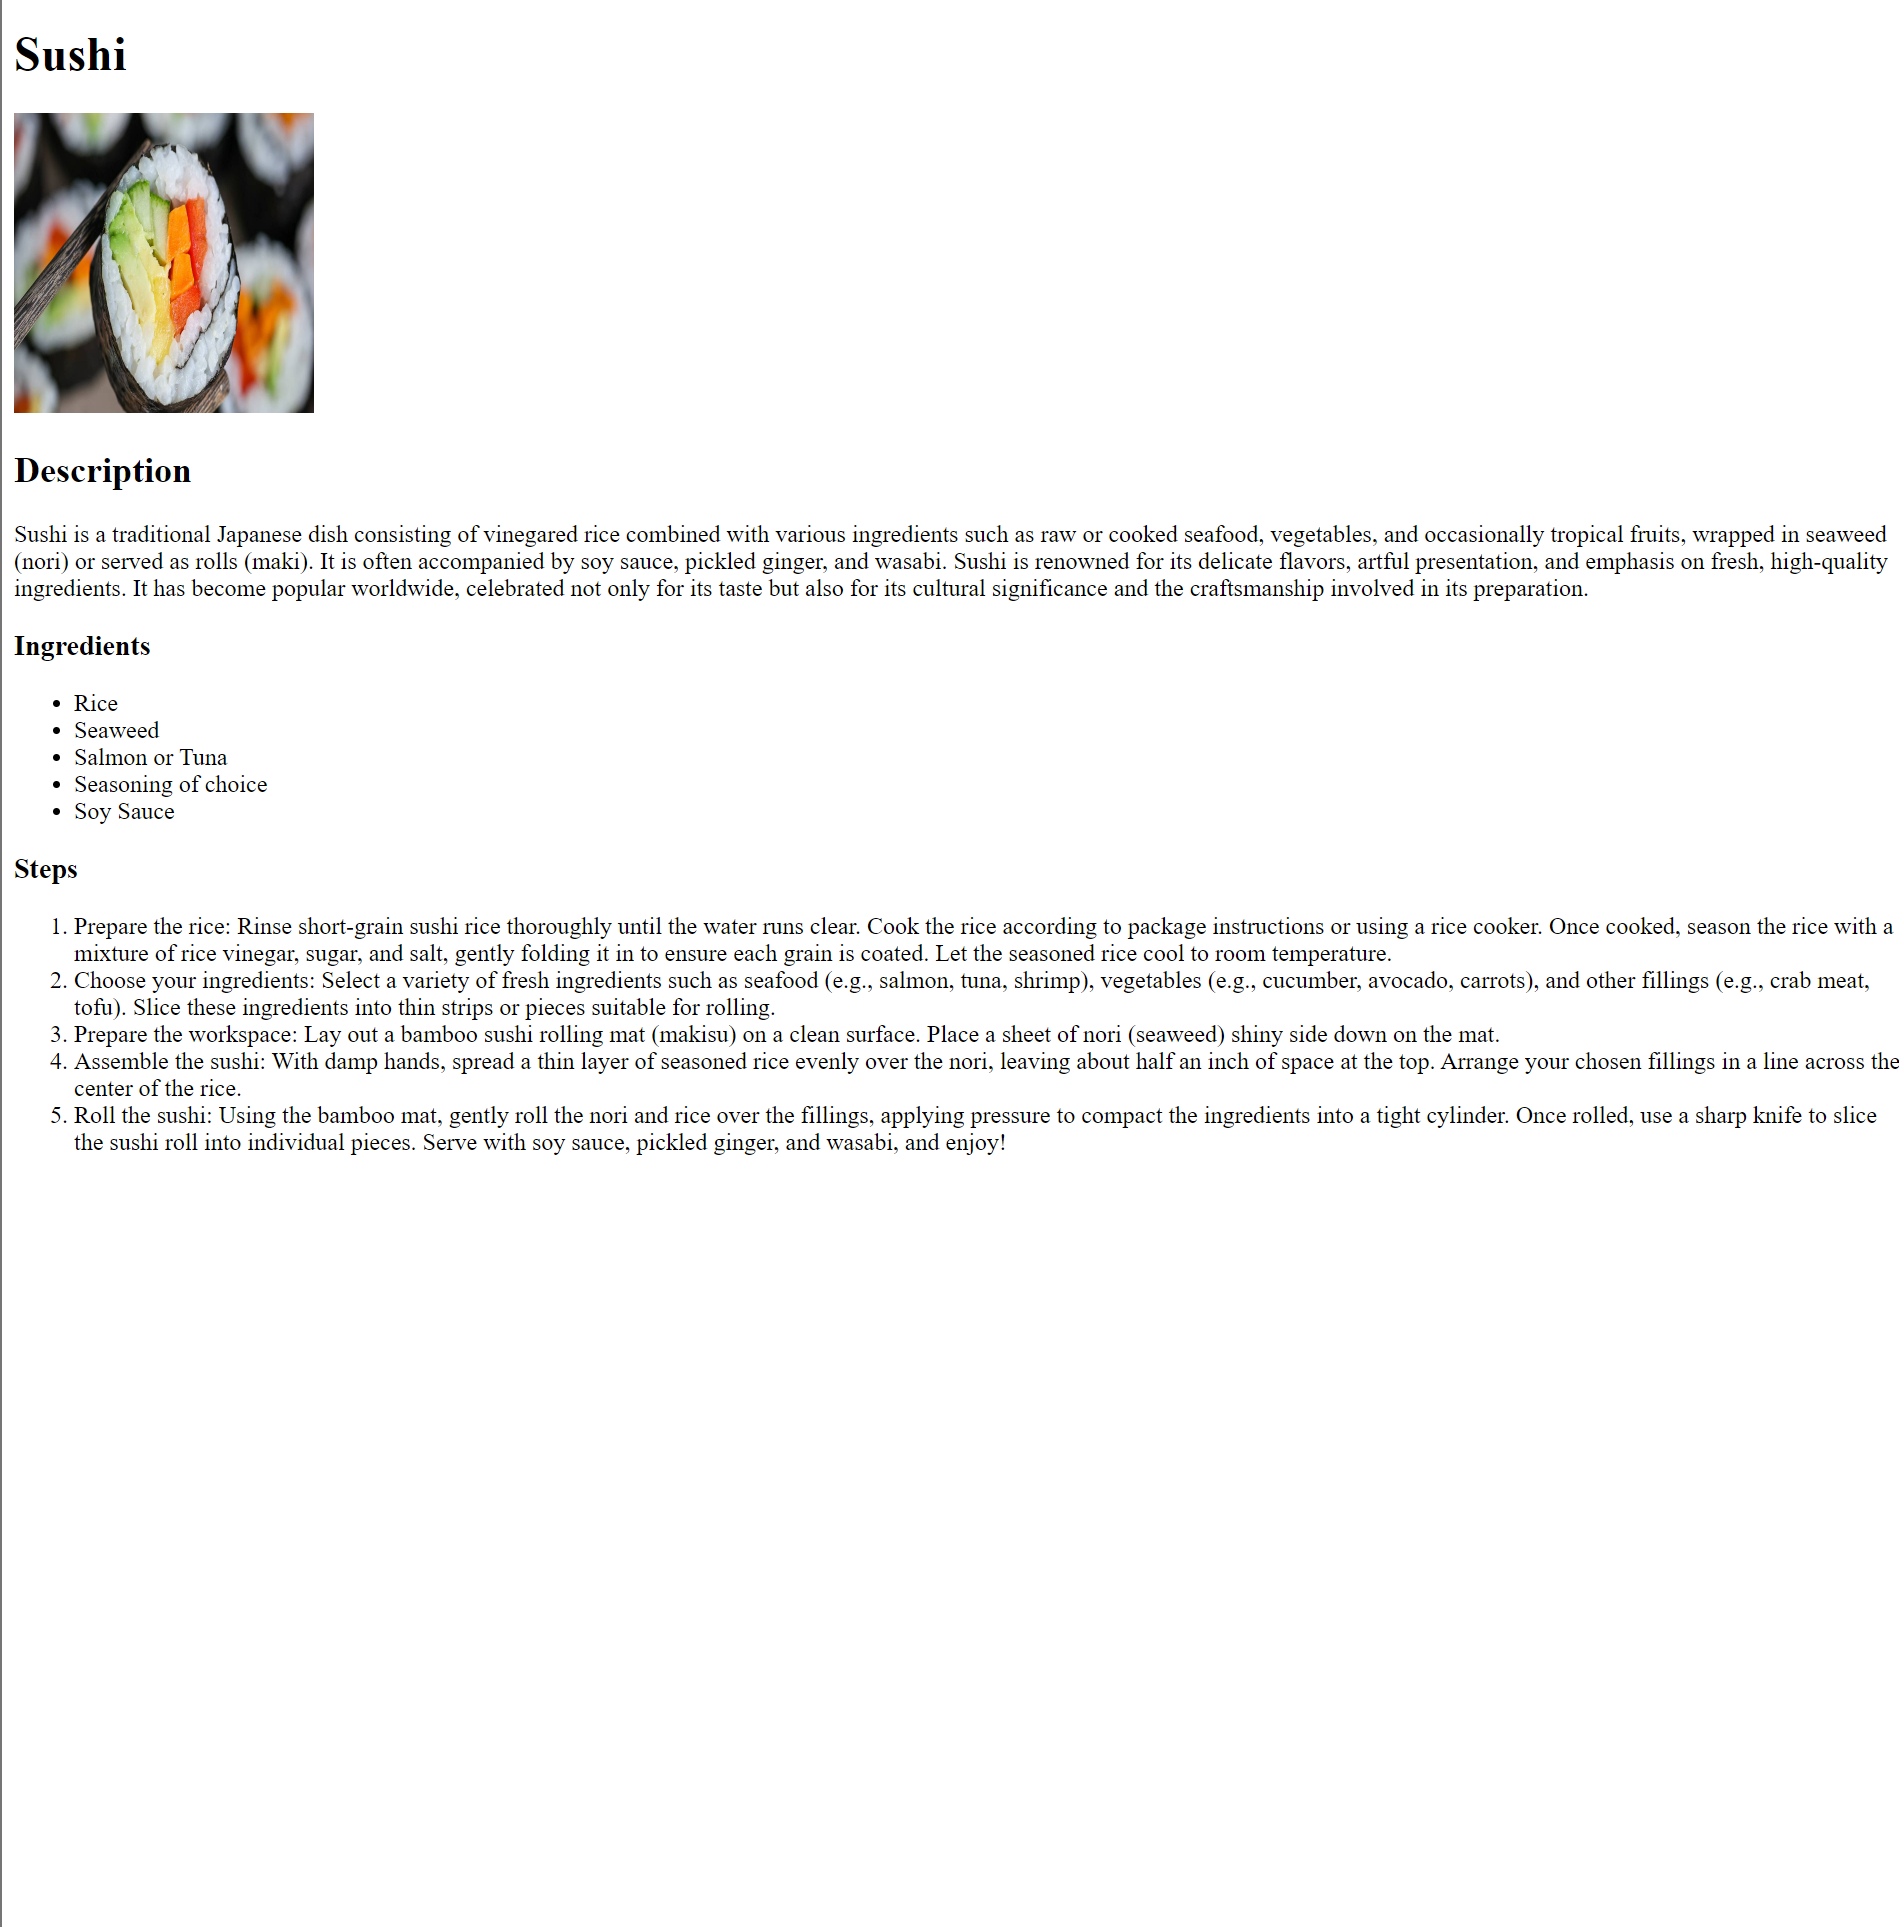 Sushi
Description
Sushi is a traditional Japanese dish consisting of vinegared rice combined with various ingredients such as raw or cooked seafood, vegetables, and occasionally tropical fruits, wrapped in seaweed
(nori) or served as rolls (maki). It is often accompanied by soy sauce, pickled ginger, and wasabi. Sushi is renowned for its delicate flavors, artful presentation, and emphasis on fresh, high-quality
ingredients. It has become popular worldwide, celebrated not only for its taste but also for its cultural significance and the craftsmanship involved in its preparation.
Ingredients
• Rice
• Seaweed
• Salmon or Tuna
• Seasoning of choice
• Soy Sauce
Steps
1. Prepare the rice: Rinse short-grain sushi rice thoroughly until the water runs clear. Cook the rice according to package instructions or using a rice cooker. Once cooked, season the rice with a
mixture of rice vinegar, sugar, and salt, gently folding it in to ensure each grain is coated. Let the seasoned rice cool to room temperature.
2. Choose your ingredients: Select a variety of fresh ingredients such as seafood (e.g., salmon, tuna, shrimp), vegetables (e.g., cucumber, avocado, carrots), and other fillings (e.g., crab meat,
tofu). Slice these ingredients into thin strips or pieces suitable for rolling.
3. Prepare the workspace: Lay out a bamboo sushi rolling mat (makisu) on a clean surface. Place a sheet of nori (seaweed) shiny side down on the mat.
4. Assemble the sushi: With damp hands, spread a thin layer of seasoned rice evenly over the nori, leaving about half an inch of space at the top. Arrange your chosen fillings in a line across the
center of the rice.
5. Roll the sushi: Using the bamboo mat, gently roll the nori and rice over the fillings, applying pressure to compact the ingredients into a tight cylinder. Once rolled, use a sharp knife to slice
the sushi roll into individual pieces. Serve with soy sauce, pickled ginger, and wasabi, and enjoy!